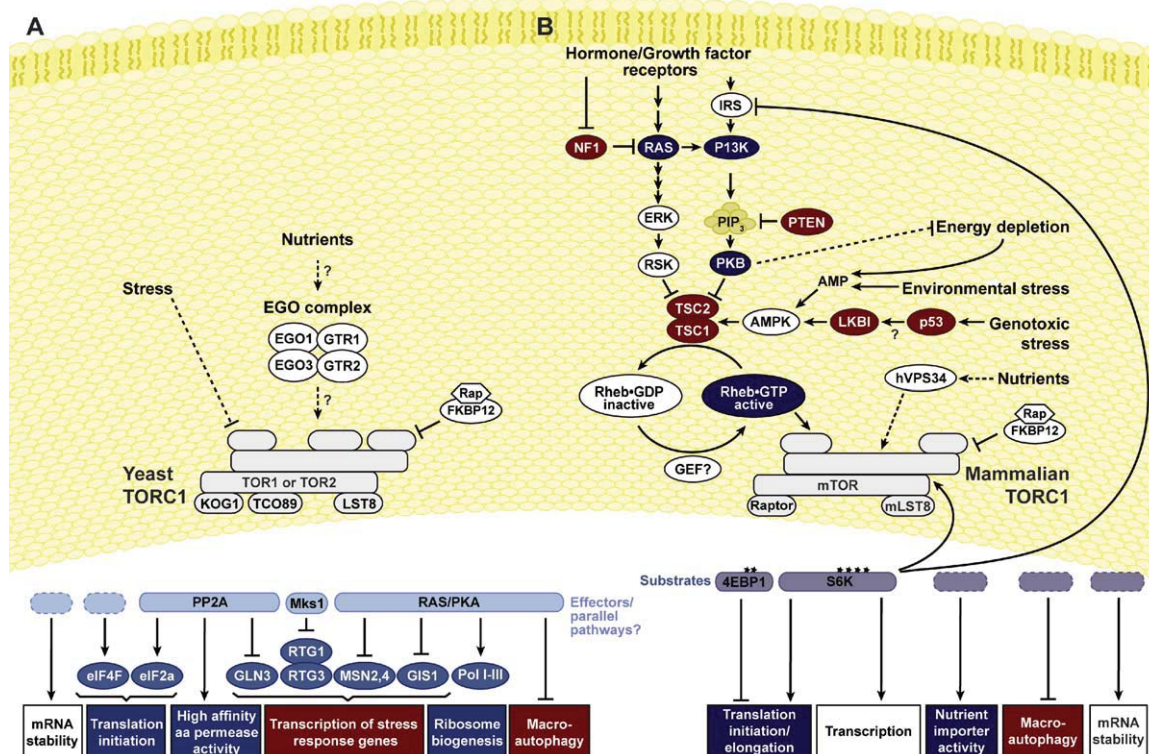 A
Nutrients
?
Stress
EGO complex
EGO1
GTR1
EGO3
GTR2
?
Rap
FKBP12
Yeast
TORC1
TOR1 or TOR2
KOG1
TCO89
LST8
PP2A
Mks1
RAS/PKA
Effectors/
parallel
pathways?
RTG1
eIF4F
eIF2a
GLN3
RTG3
MSN2,4
GIS1
Pol I-III
mRNA
stability
Translation
initiation
High affinity
aa permease
activity
Transcription of stress
response genes
Ribosome
biogenesis
Macro-
autophagy
B
Hormone/Growth factor
receptors
IRS
NF1
RAS
P13K
ERK
PIP3
PTEN
RSK
PKB
Energy depletion
AMP
Environmental stress
TSC2
TSC1
AMPK
LKBI
?
p53
Genotoxic
stress
Rheb•GDP
inactive
Rheb•GTP
active
hVPS34
Nutrients
GEF?
Rap
FKBP12
Mammalian
TORC1
mTOR
Raptor
mLST8
Substrates
4EBP1
S6K
Translation
initiation/
elongation
Transcription
Nutrient
importer
activity
Macro-
autophagy
mRNA
stability